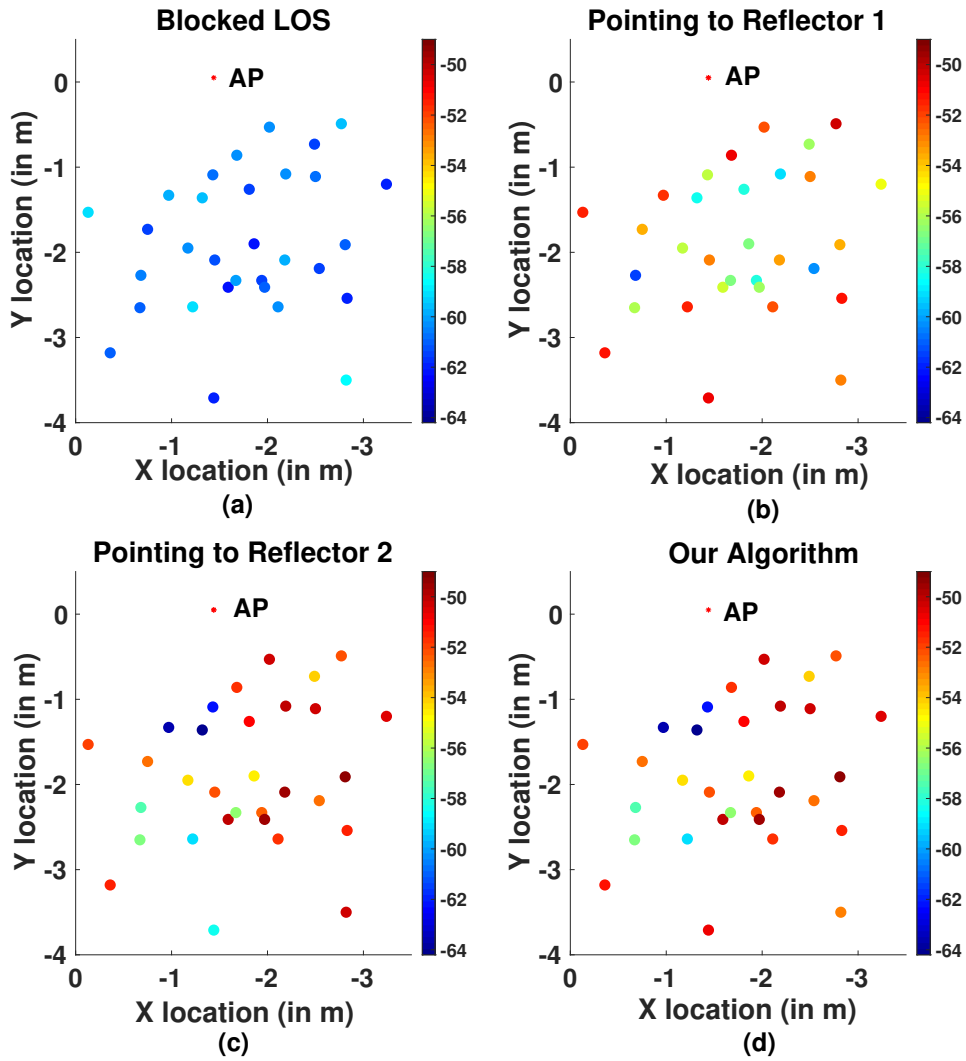 Blocked LOS
AP
Y location (in m)
0
-1
-2
-3
-4
0 -1 -2 -3
X location (in m)
-50
-52
-54
-56
-58
-60
-62
-64
(a)
Pointing to Reflector 1
AP
Y location (in m)
0
-1
-2
-3
-4
0 -1 -2 -3
X location (in m)
-50
-52
-54
-56
-58
-60
-62
-64
(b)
Pointing to Reflector 2
AP
Y location (in m)
0
-1
-2
-3
-4
0 -1 -2 -3
X location (in m)
-50
-52
-54
-56
-58
-60
-62
-64
(c)
Our Algorithm
AP
Y location (in m)
0
-1
-2
-3
-4
0 -1 -2 -3
X location (in m)
-50
-52
-54
-56
-58
-60
-62
-64
(d)